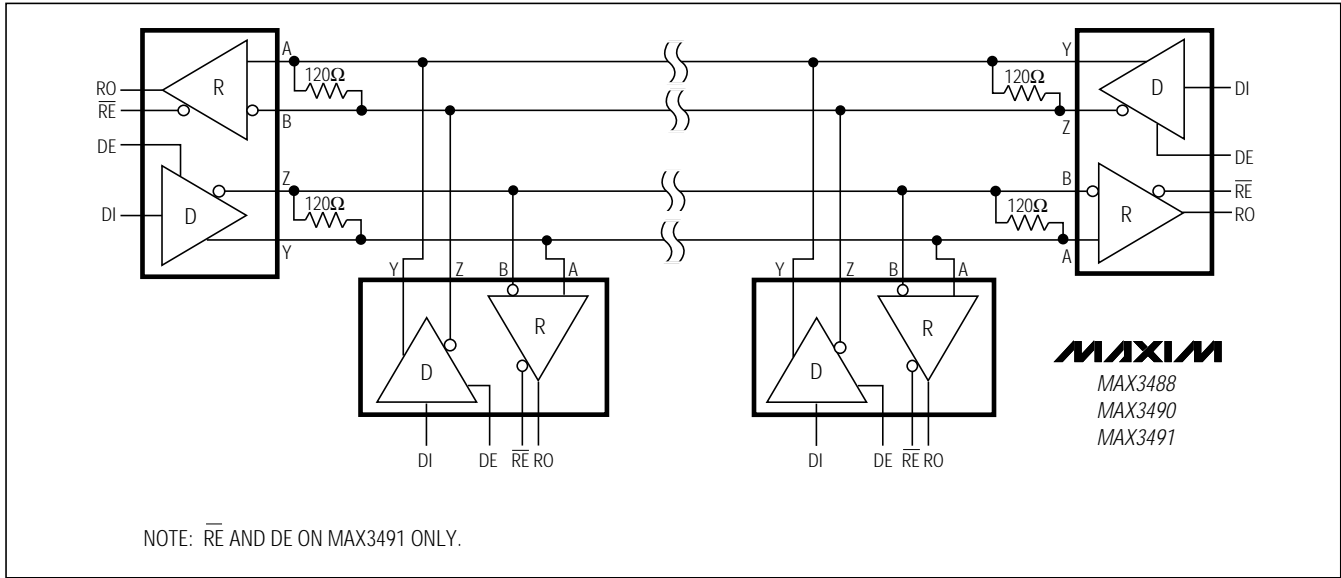 A
Y
120Ω
120Ω
RO
R
D
DI
RE
B
Z
DE
DE
Z
B
RE
DI
D
120Ω
120Ω
R
RO
Y
A
Y
Z
B
A
Y
Z
B
A
R
R
D
D
MAXIM
MAX3488
MAX3490
MAX3491
DI
DE
RE
RO
DI
DE
RE
RO
NOTE: RE AND DE ON MAX3491 ONLY.